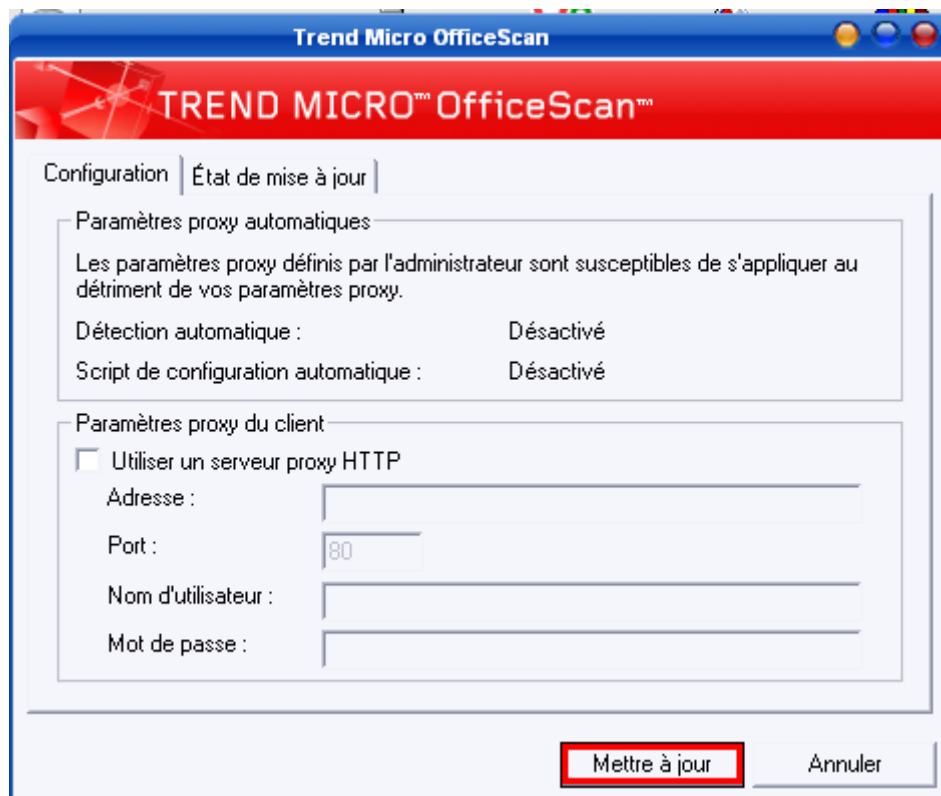 Trend Micro OfficeScan
TREND MICRO™ OfficeScan™
Configuration
État de mise à jour
Paramètres proxy automatiques
Les paramètres proxy définis par l'administrateur sont susceptibles de s'appliquer au
détriment de vos paramètres proxy.
Détection automatique : Désactivé
Script de configuration automatique : Désactivé
Paramètres proxy du client
Utiliser un serveur proxy HTTP
Adresse :
Port : 80
Nom d'utilisateur :
Mot de passe :
Mettre à jour Annuler